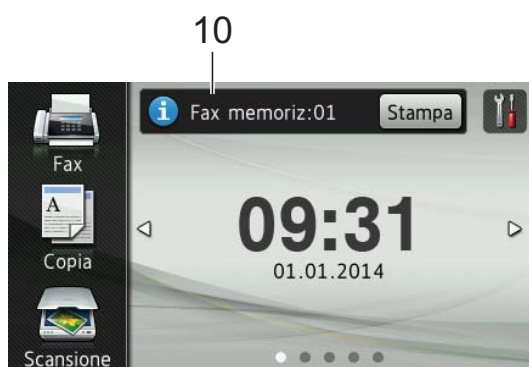 10
Fax memoriz:01 Stampa
Fax
A
Copia
Scansione
09:31
01.01.2014